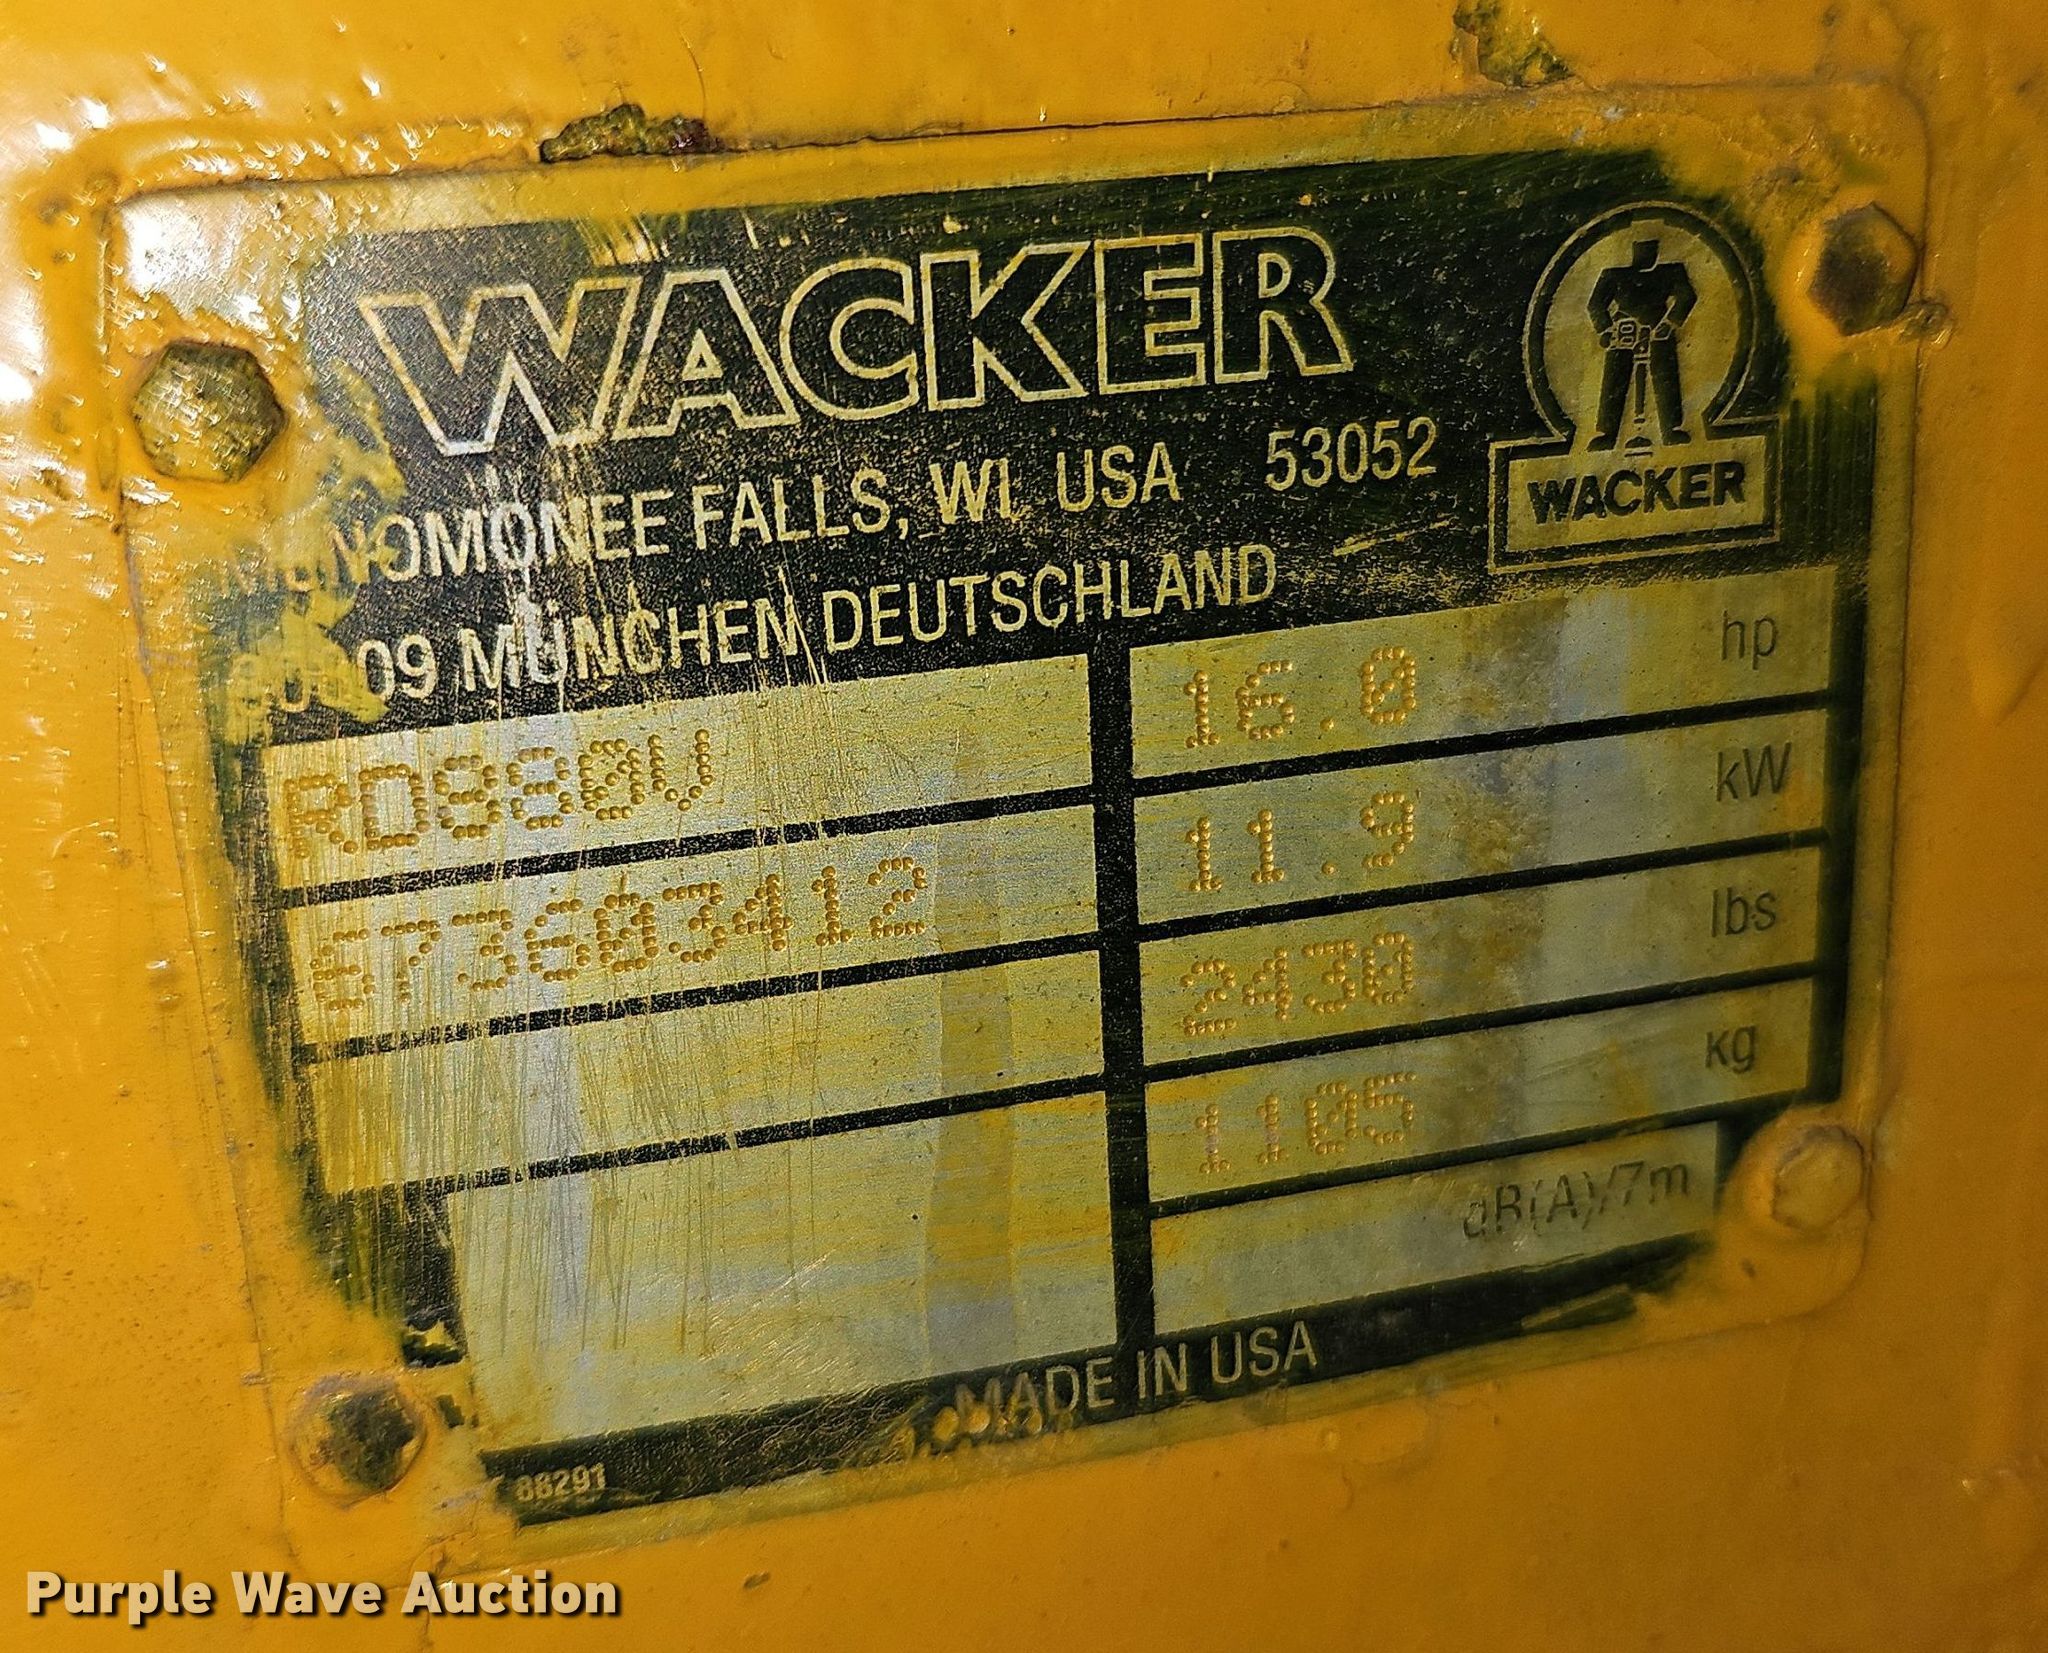 WACKER
MENOMONEE FALLS, WI USA 53052
09 MÜNCHEN DEUTSCHLAND
WACKER
RD880V
16.0 hp
11.9 kW
2430 lbs
1105 kg
dB(A)/7m
MADE IN USA
88291
Purple Wave Auction